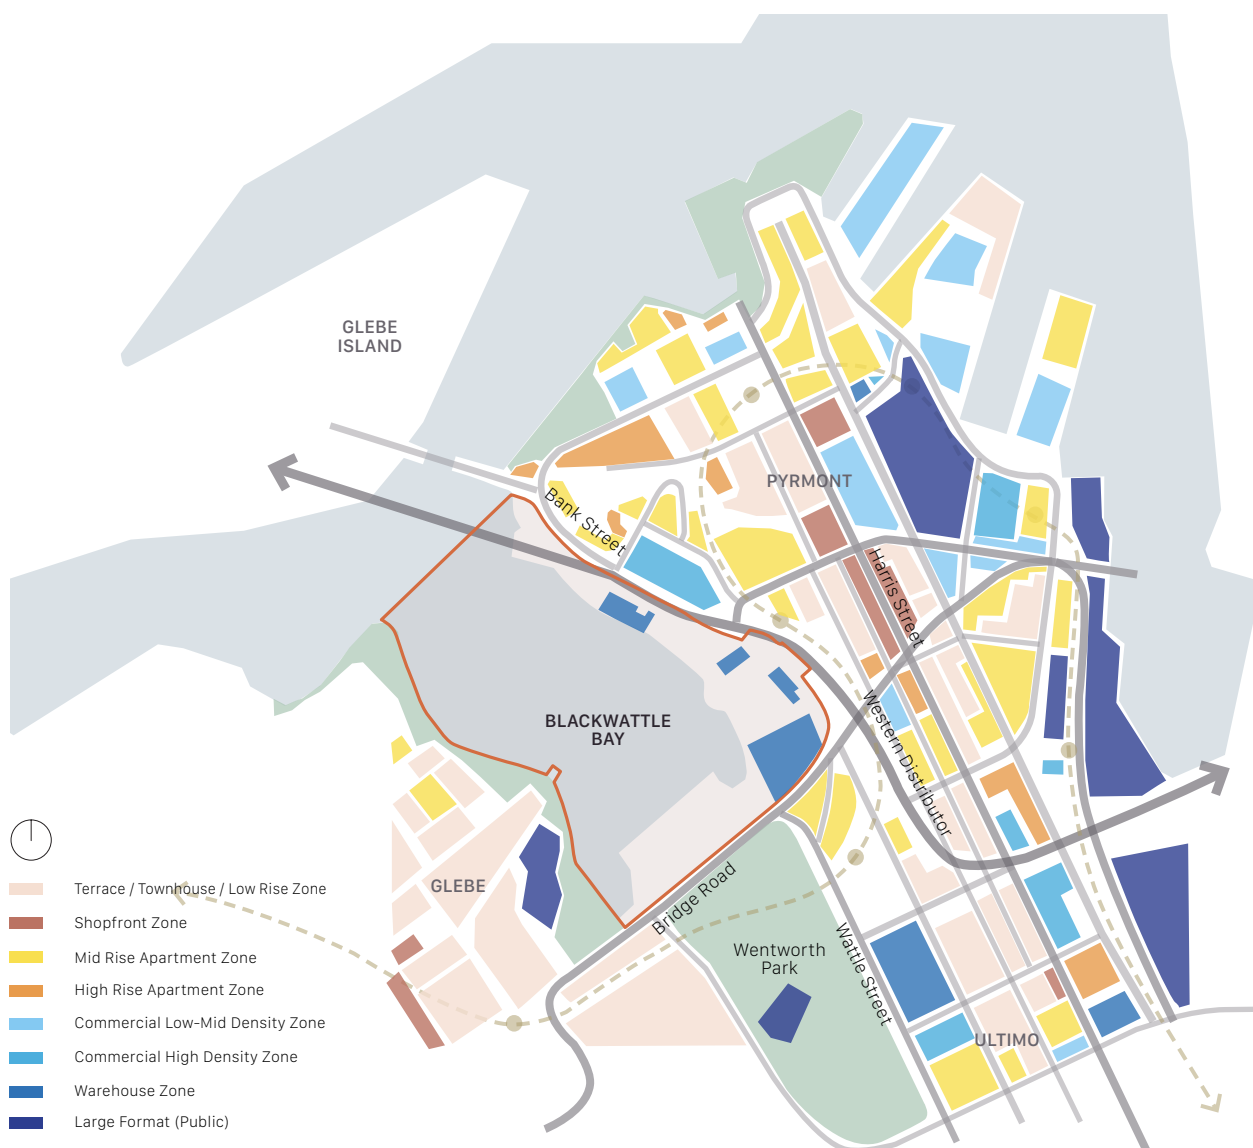 GLEBE
ISLAND
PYRMONT
Bank Street
Harris Street
BLACKWATTLE
BAY
Western Distributor
GLEBE
Bridge Road
Wentworth
Park
Wattle Street
ULTIMO
Terrace / Townhouse / Low Rise Zone
Shopfront Zone
Mid Rise Apartment Zone
High Rise Apartment Zone
Commercial Low-Mid Density Zone
Commercial High Density Zone
Warehouse Zone
Large Format (Public)